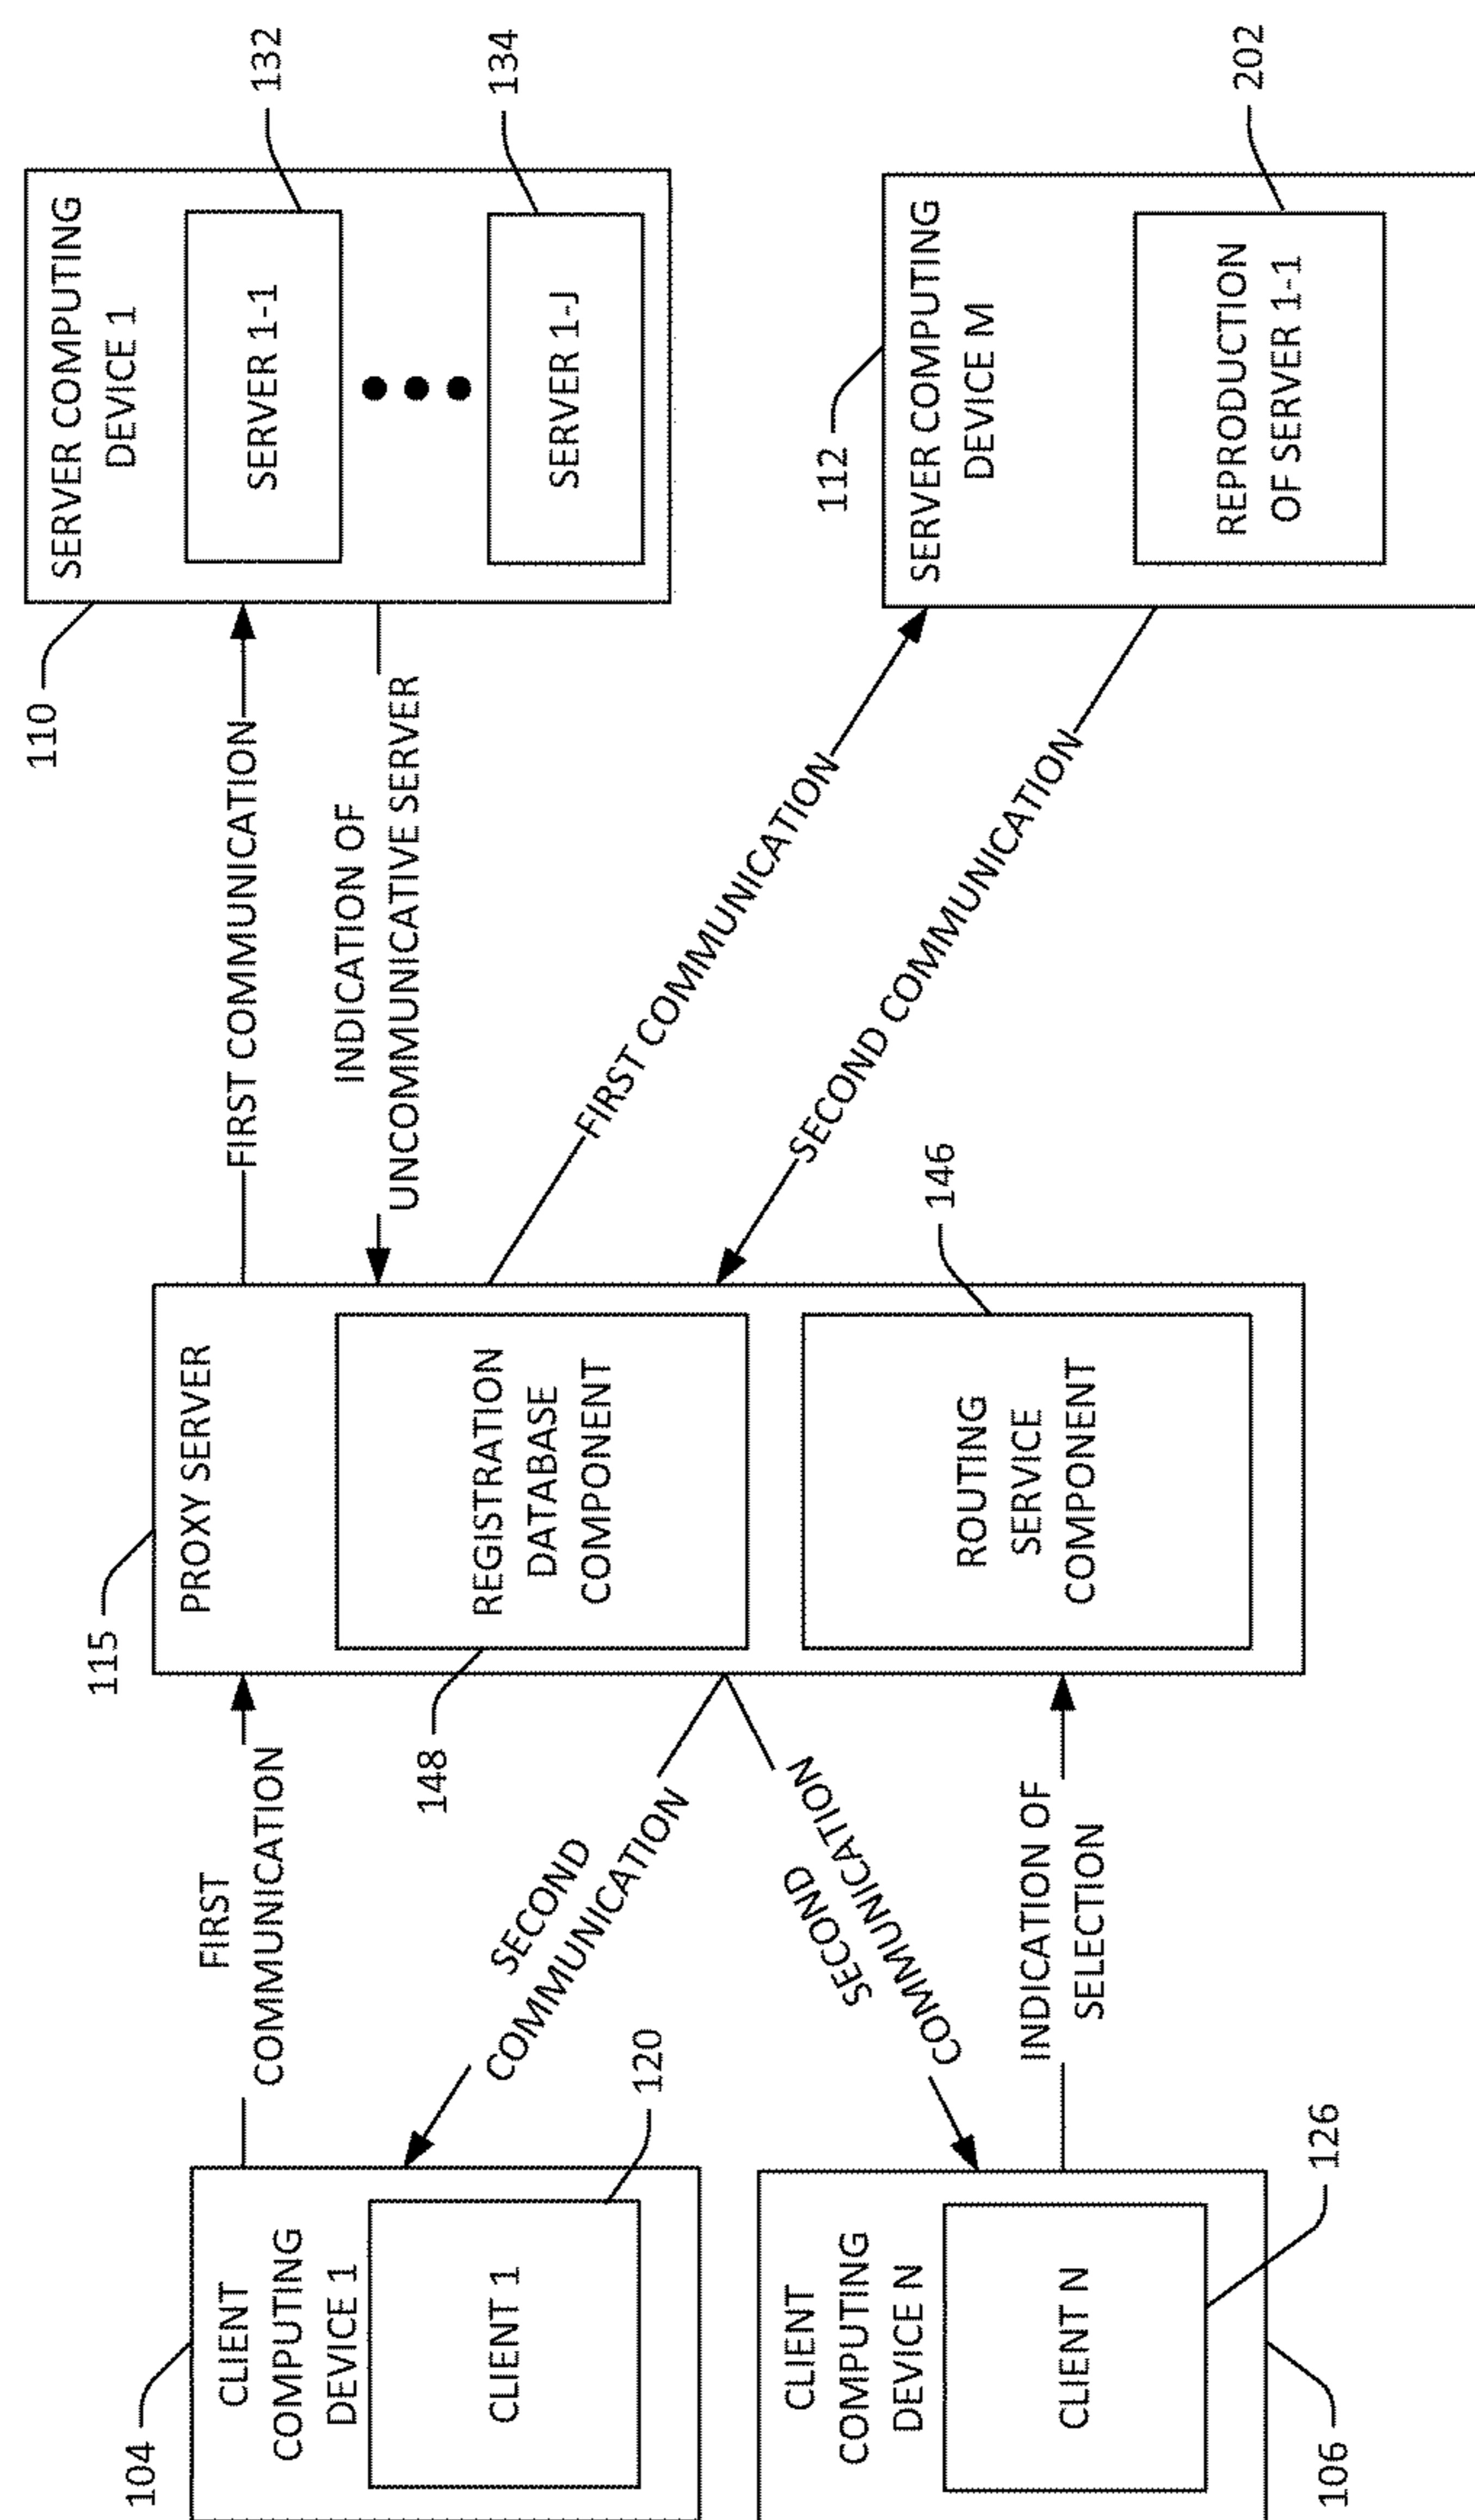 104
CLIENT
COMPUTING
DEVICE 1
CLIENT 1
120
CLIENT
COMPUTING
DEVICE N
CLIENT N
126
106
FIRST
COMMUNICATION
SECOND
COMMUNICATION
SECOND
COMMUNICATION
INDICATION OF
SELECTION
115
PROXY SERVER
148
REGISTRATION
DATABASE
COMPONENT
ROUTING
SERVICE
COMPONENT
146
FIRST COMMUNICATION
INDICATION OF
UNCOMMUNICATIVE SERVER
FIRST COMMUNICATION
SECOND COMMUNICATION
110
SERVER COMPUTING
DEVICE 1
SERVER 1-1
132
SERVER 1-J
134
112
SERVER COMPUTING
DEVICE M
REPRODUCTION
OF SERVER 1-1
202